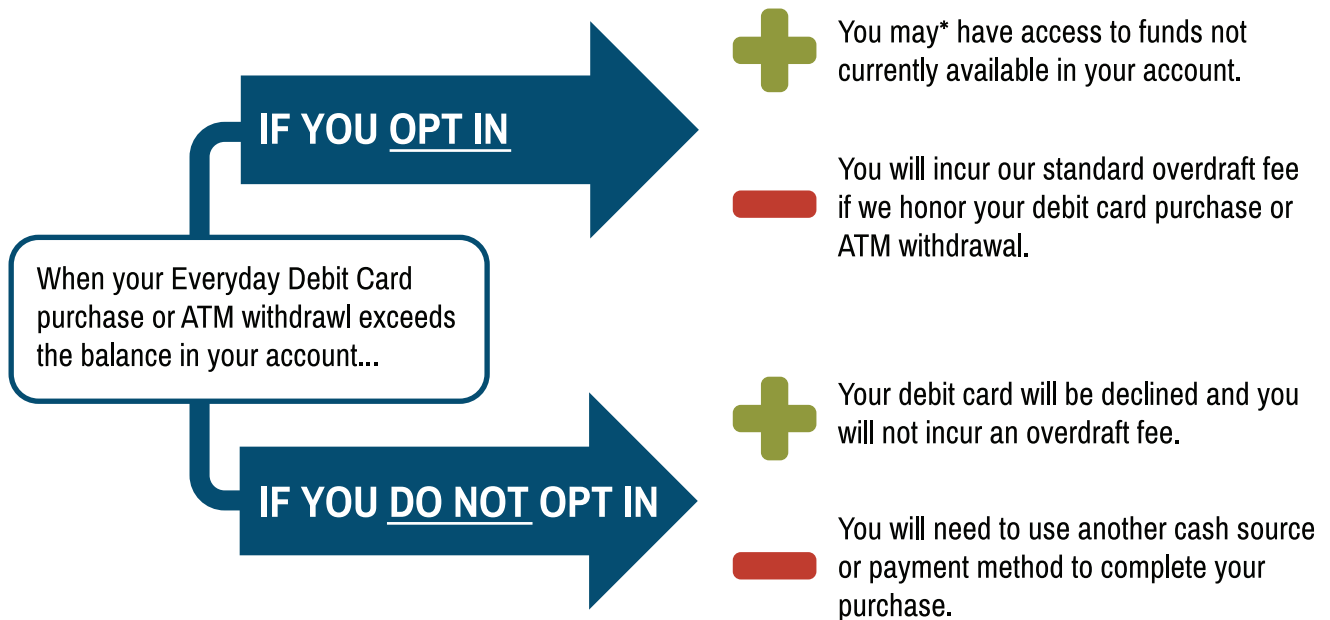 When your Everyday Debit Card
purchase or ATM withdrawl exceeds
the balance in your account...
IF YOU OPT IN
You may* have access to funds not
currently available in your account.
You will incur our standard overdraft fee
if we honor your debit card purchase or
ATM withdrawal.
IF YOU DO NOT OPT IN
Your debit card will be declined and you
will not incur an overdraft fee.
You will need to use another cash source
or payment method to complete your
purchase.